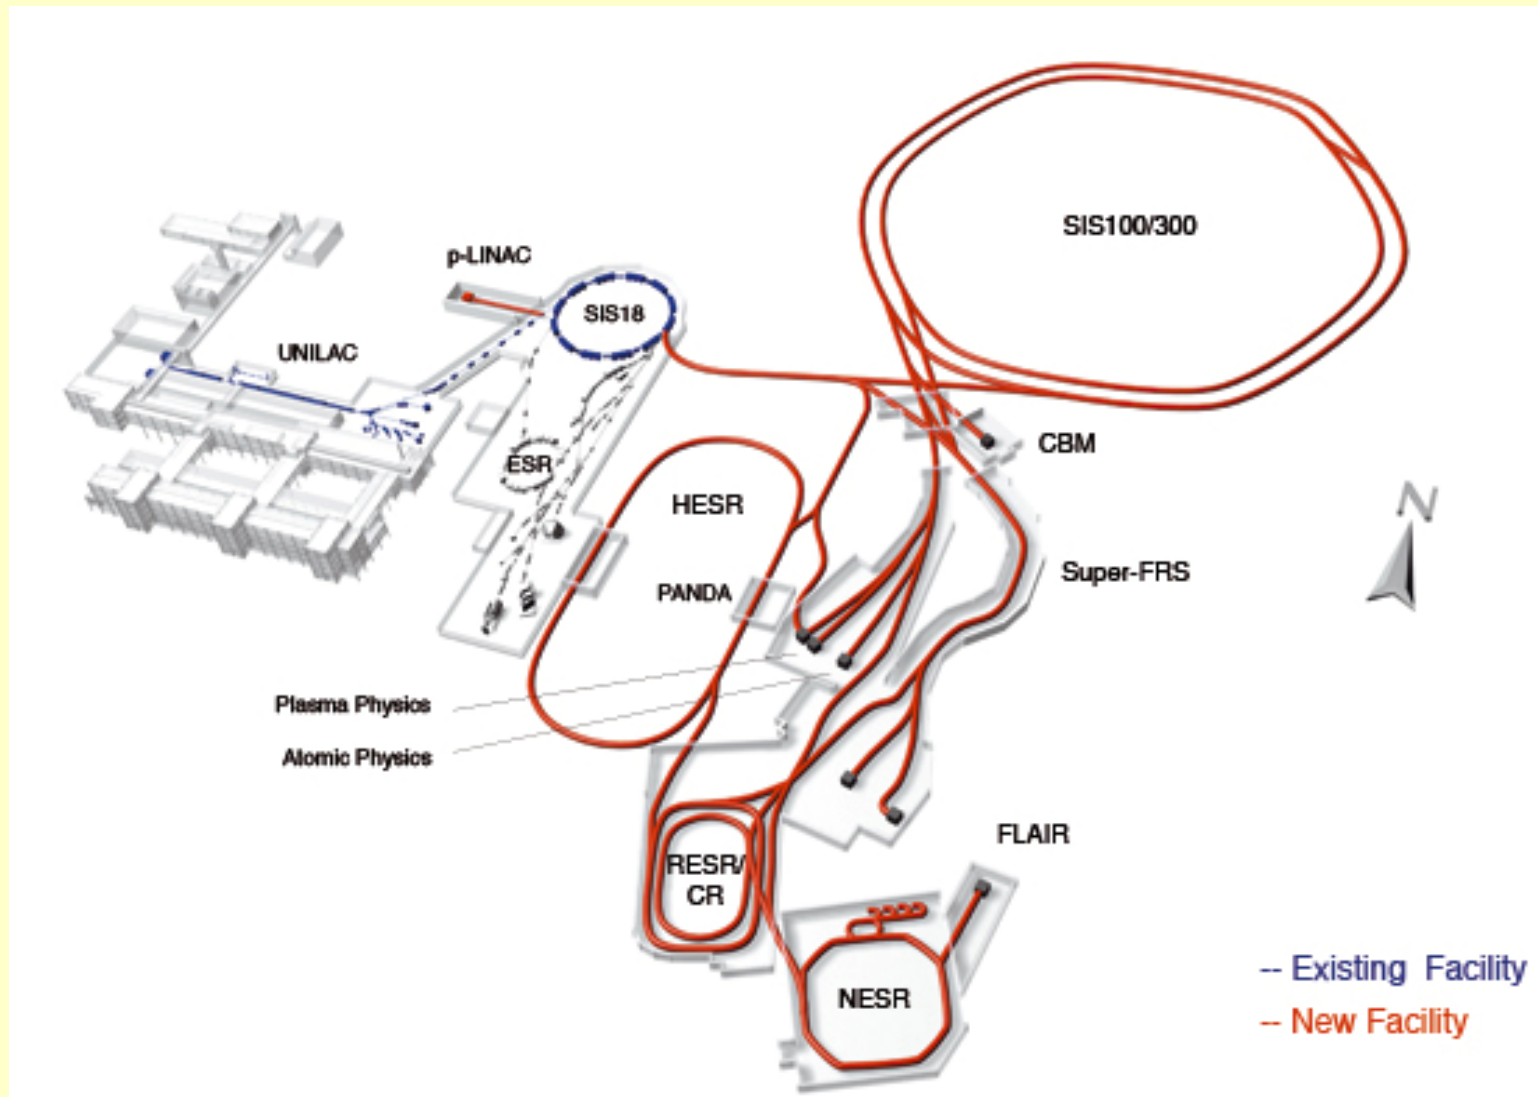 SIS100/300
p-LINAC
SIS18
UNILAC
CBM
ESR
HESR
N
Super-FRS
PANDA
Plasma Physics
Atomic Physics
FLAIR
RESR/
CR
NESR
-- Existing Facility
-- New Facility